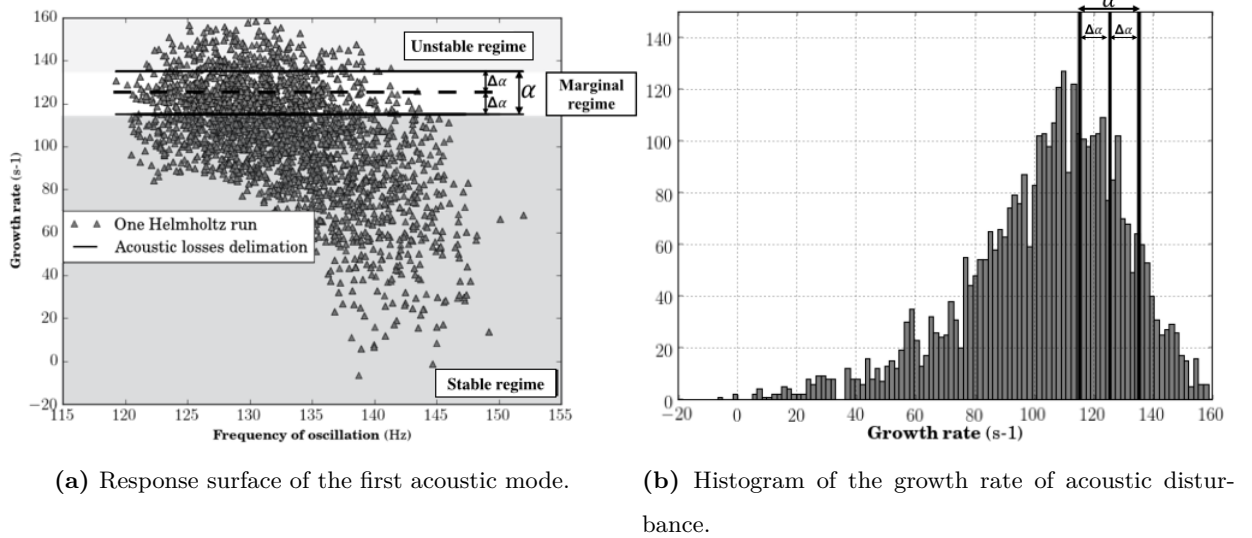 160
140
120
100
80
60
40
20
0
−20
Growth rate (s-1)
Unstable regime
Δα
Δα
α
Marginal
regime
One Helmholtz run
Acoustic losses delimation
Stable regime
115 120 125 130 135 140 145 150 155
Frequency of oscillation (Hz)
(a) Response surface of the first acoustic mode.
α
Δα Δα
140
120
100
80
60
40
20
0
−20 0 20 40 60 80 100 120 140 160
Growth rate (s-1)
(b) Histogram of the growth rate of acoustic distur-
bance.